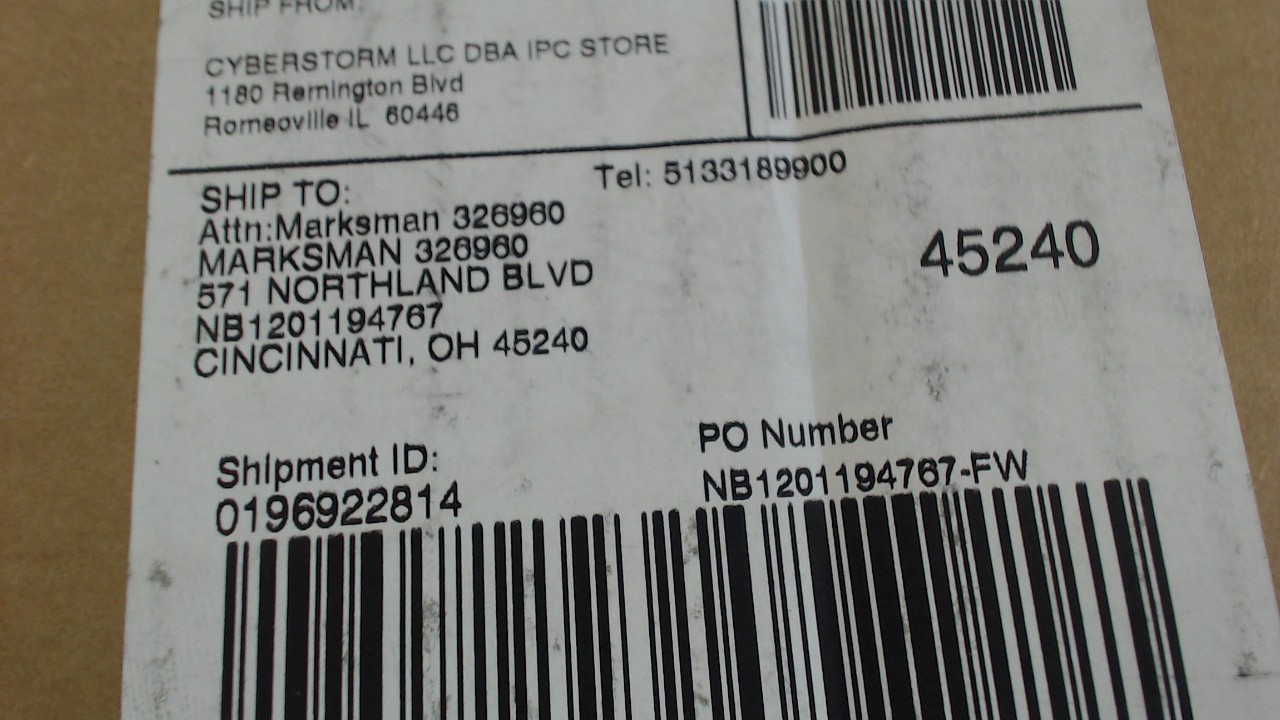 SHIP FROM:
CYBERSTORM LLC DBA IPC STORE
1180 Remington Blvd
Romeoville IL 60446
Tel: 5133189900
SHIP TO:
Attn:Marksman 326960
MARKSMAN 326960
571 NORTHLAND BLVD
NB1201194767
CINCINNATI, OH 45240
45240
Shipment ID:
0196922814
PO Number
NB1201194767-FW